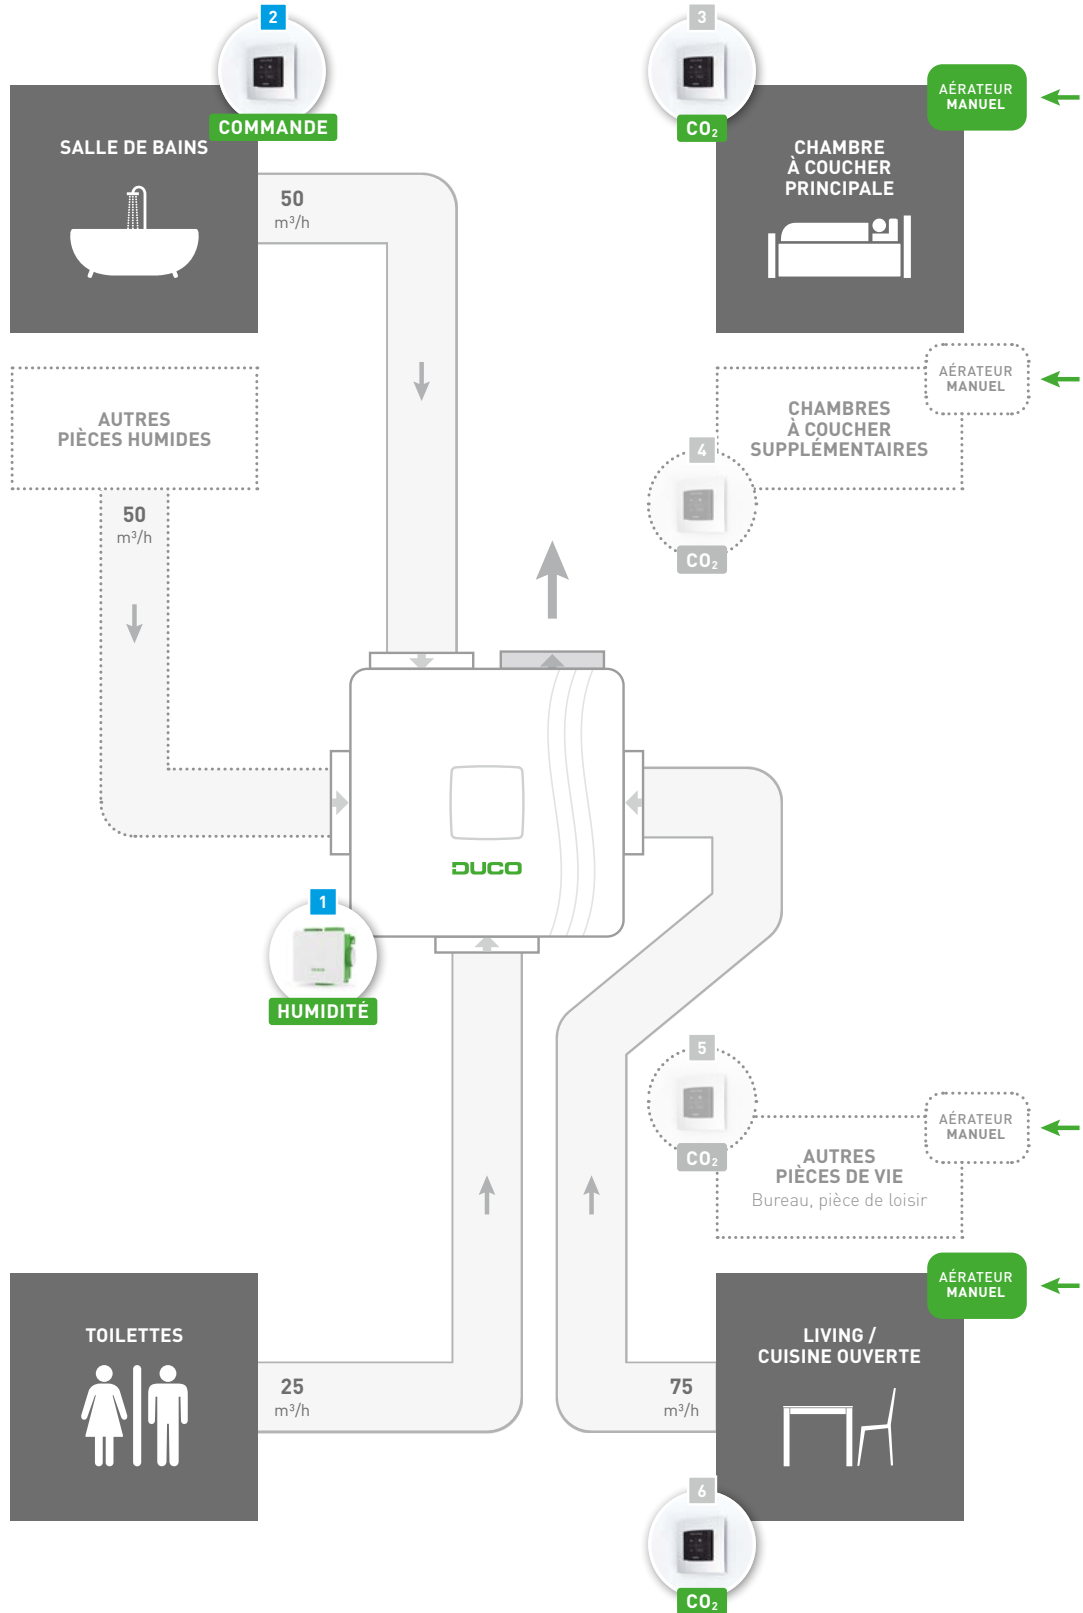 2
COMMANDE
SALLE DE BAINS
50
m³/h
3
CO₂
AÉRATEUR
MANUEL
CHAMBRE
À COUCHER
PRINCIPALE
AUTRES
PIÈCES HUMIDES
50
m³/h
AÉRATEUR
MANUEL
CHAMBRES
À COUCHER
SUPPLÉMENTAIRES
4
CO₂
DUCO
1
HUMIDITÉ
5
CO₂
AÉRATEUR
MANUEL
AUTRES
PIÈCES DE VIE
Bureau, pièce de loisir
TOILETTES
25
m³/h
75
m³/h
AÉRATEUR
MANUEL
LIVING /
CUISINE OUVERTE
6
CO₂